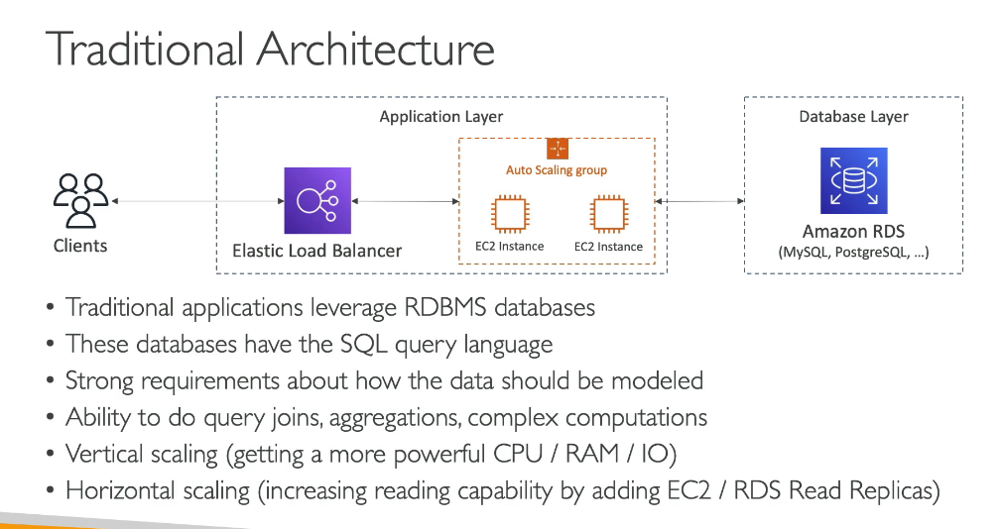 Traditional Architecture
Application Layer
Database Layer
Auto Scaling group
Clients
Elastic Load Balancer
EC2 Instance
EC2 Instance
Amazon RDS
(MySQL, PostgreSQL, …)
• Traditional applications leverage RDBMS databases
• These databases have the SQL query language
• Strong requirements about how the data should be modeled
• Ability to do query joins, aggregations, complex computations
• Vertical scaling (getting a more powerful CPU / RAM / IO)
• Horizontal scaling (increasing reading capability by adding EC2 / RDS Read Replicas)